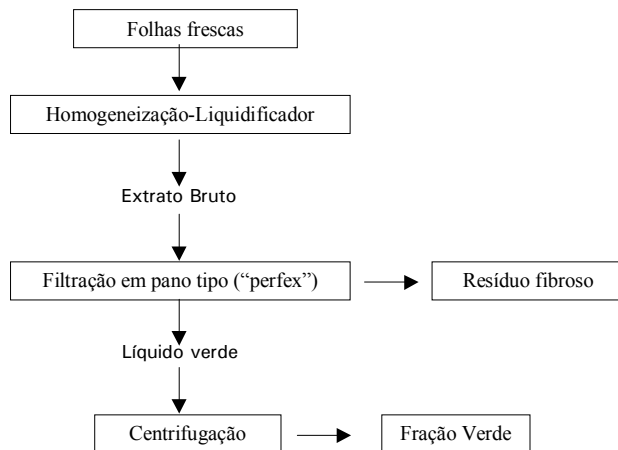 Folhas frescas
Homogeneização-Liquidificador
Extrato Bruto
Filtração em pano tipo (“perfex”)
Resíduo fibroso
Líquido verde
Centrifugação
Fração Verde